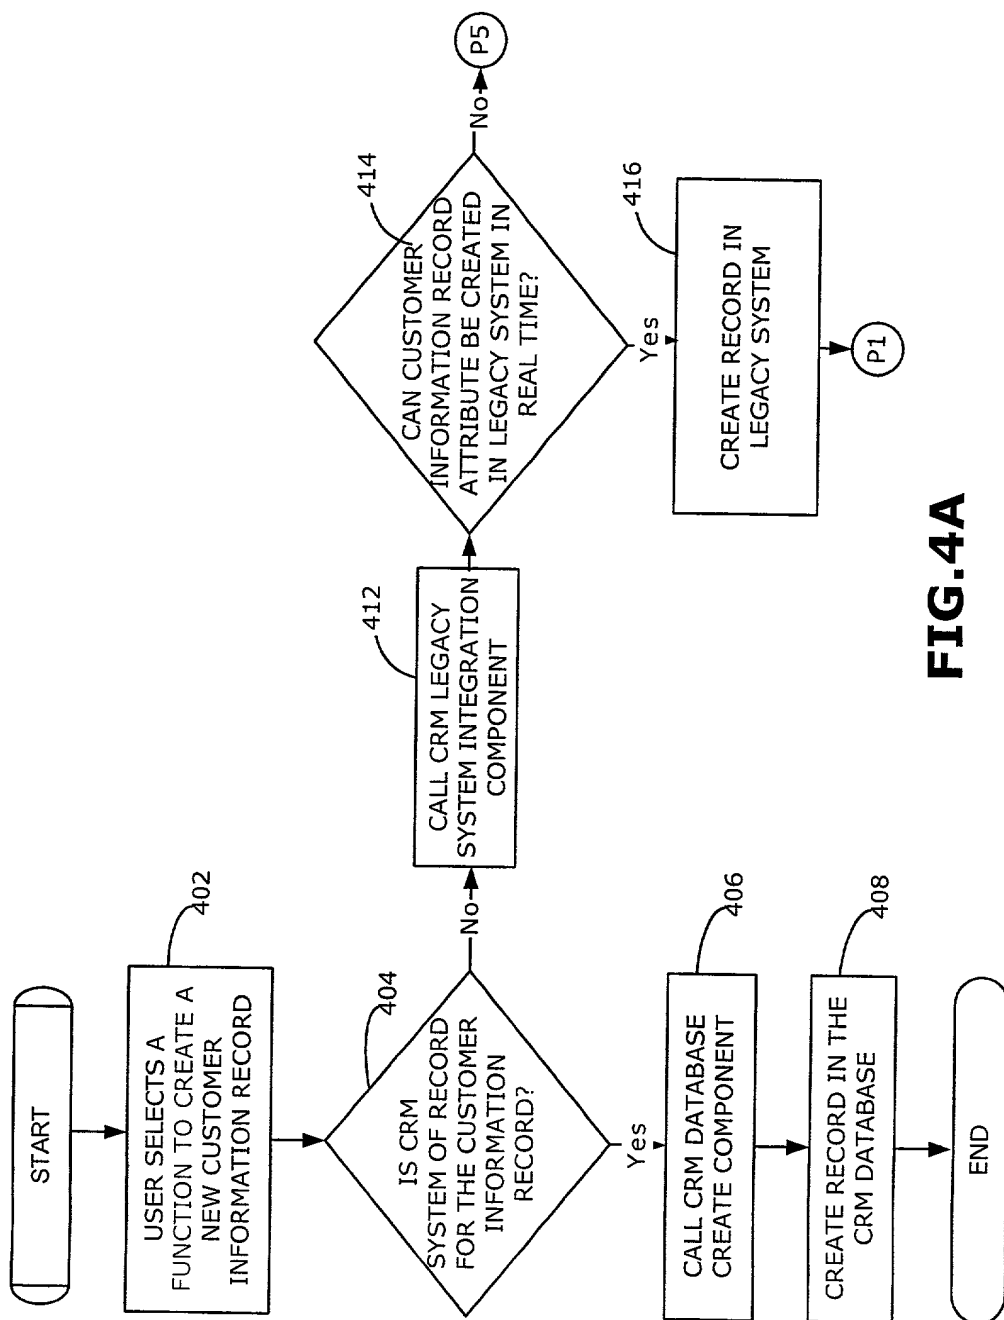 START
402
USER SELECTS A
FUNCTION TO CREATE A
NEW CUSTOMER
INFORMATION RECORD
404
IS CRM
SYSTEM OF RECORD
FOR THE CUSTOMER
INFORMATION
RECORD?
No
Yes
406
CALL CRM DATABASE
CREATE COMPONENT
408
CREATE RECORD IN THE
CRM DATABASE
END
412
CALL CRM LEGACY
SYSTEM INTEGRATION
COMPONENT
414
CAN CUSTOMER
INFORMATION RECORD
ATTRIBUTE BE CREATED
IN LEGACY SYSTEM IN
REAL TIME?
No
P5
Yes
416
CREATE RECORD IN
LEGACY SYSTEM
P1
FIG.4A